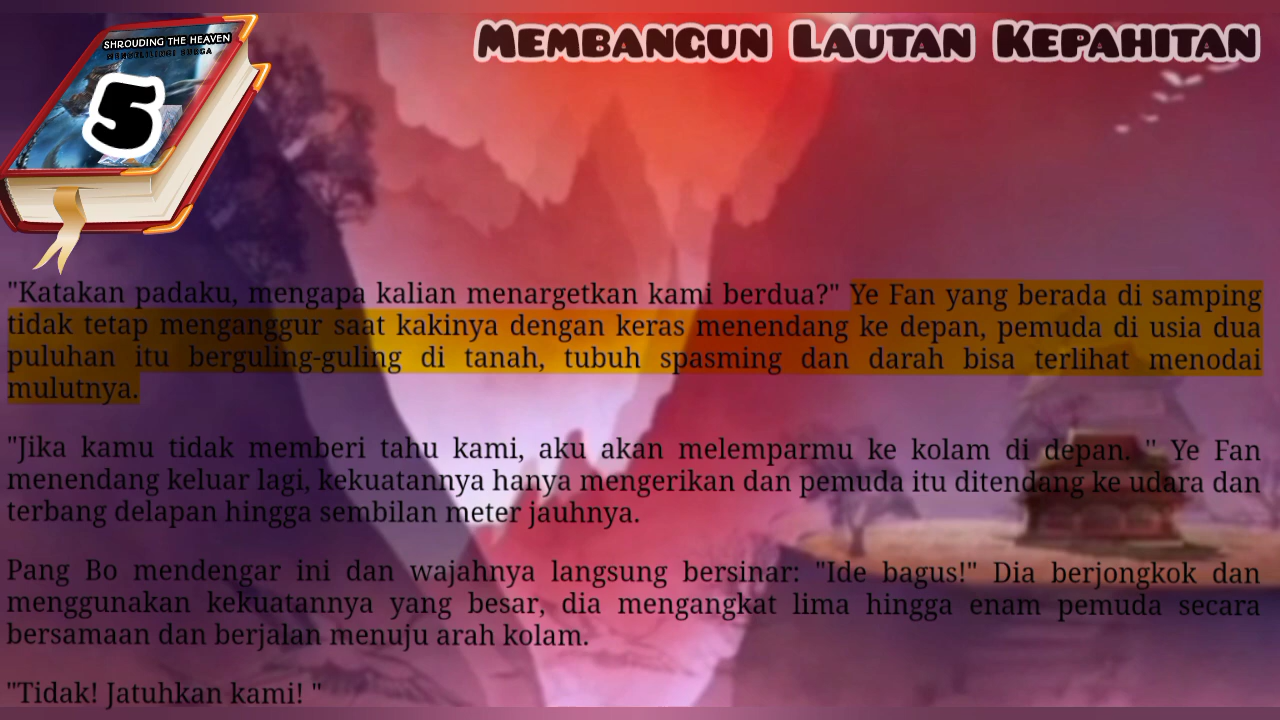 SHROUDING THE HEAVEN
MENYELUBUNGI SURGA
5
Membangun Lautan Kepahitan
"Katakan padaku, mengapa kalian menargetkan kami berdua?" Ye Fan yang berada di samping
tidak tetap menganggur saat kakinya dengan keras menendang ke depan, pemuda di usia dua
puluhan itu berguling-guling di tanah, tubuh spasming dan darah bisa terlihat menodai
mulutnya.
"Jika kamu tidak memberi tahu kami, aku akan melemparmu ke kolam di depan. " Ye Fan
menendang keluar lagi, kekuatannya hanya mengerikan dan pemuda itu ditendang ke udara dan
terbang delapan hingga sembilan meter jauhnya.
Pang Bo mendengar ini dan wajahnya langsung bersinar: "Ide bagus!" Dia berjongkok dan
menggunakan kekuatannya yang besar, dia mengangkat lima hingga enam pemuda secara
bersamaan dan berjalan menuju arah kolam.
"Tidak! Jatuhkan kami! "